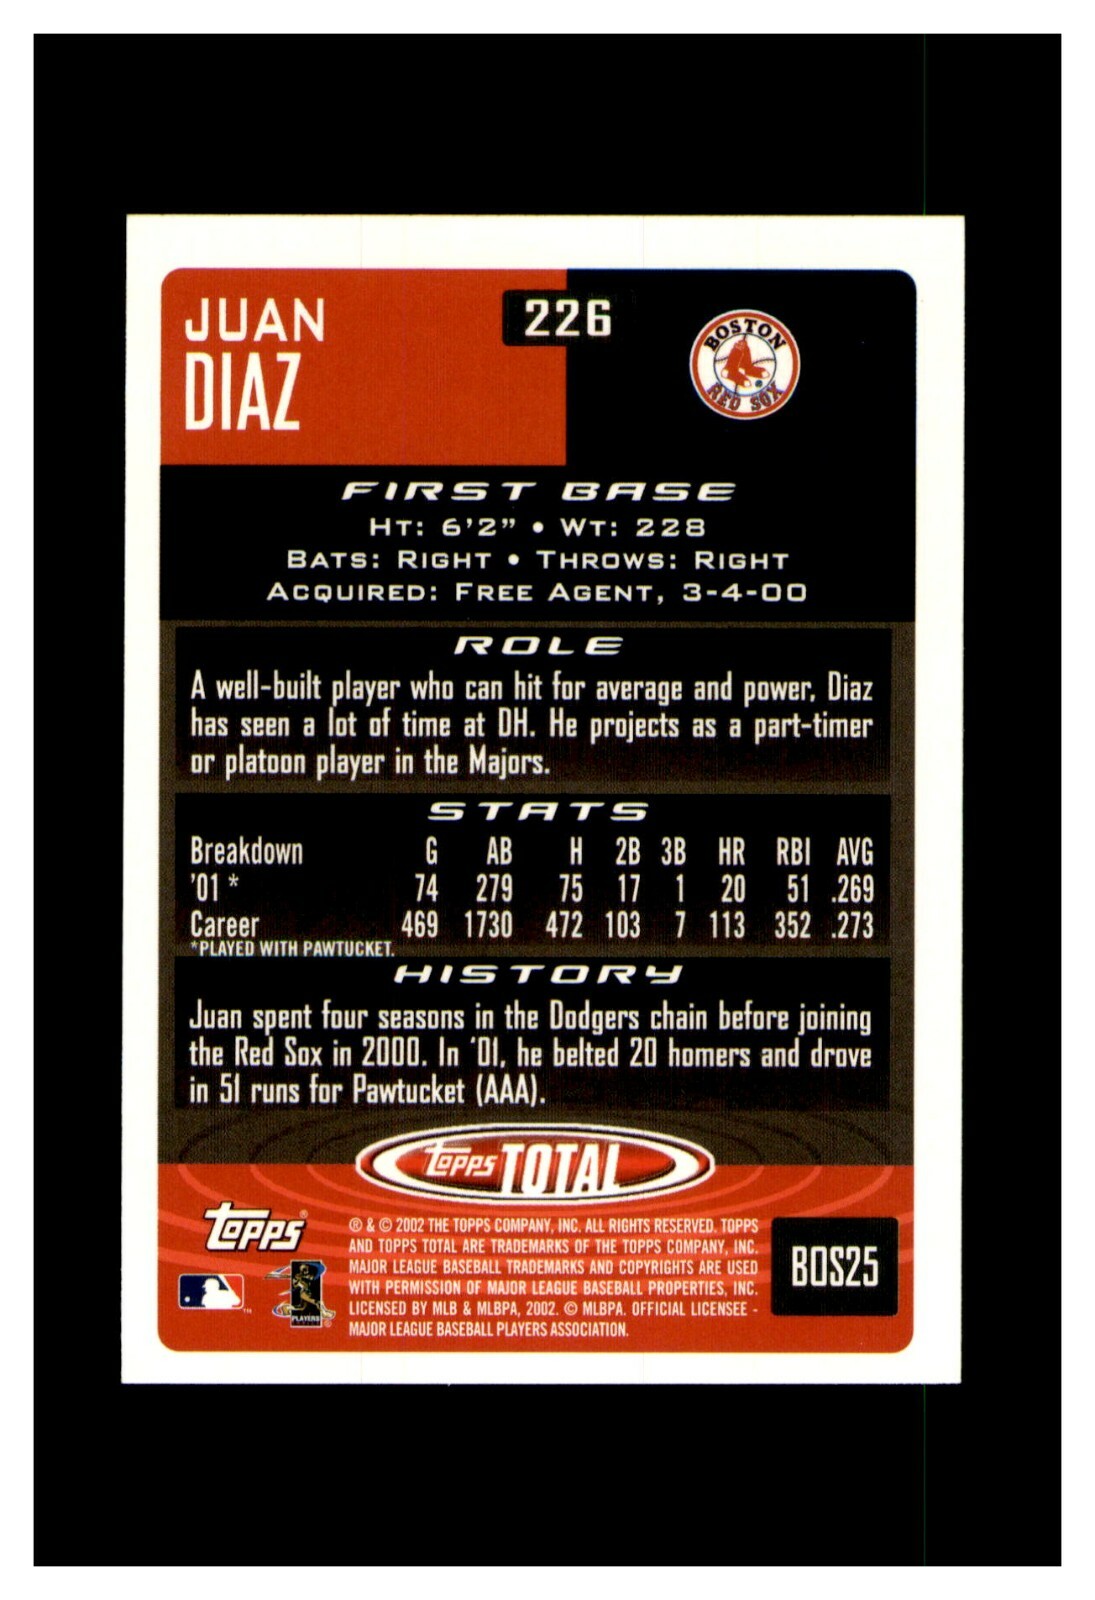 JUAN
DIAZ
226
BOSTON
RED SOX
FIRST BASE
HT: 6'2" • WT: 228
BATS: RIGHT • THROWS: RIGHT
ACQUIRED: FREE AGENT, 3-4-00
ROLE
A well-built player who can hit for average and power, Diaz
has seen a lot of time at DH. He projects as a part-timer
or platoon player in the Majors.
STATS
Breakdown G AB H 2B 3B HR RBI AVG
'01 * 74 279 75 17 1 20 51 .269
Career 469 1730 472 103 7 113 352 .273
*PLAYED WITH PAWTUCKET.
HISTORY
Juan spent four seasons in the Dodgers chain before joining
the Red Sox in 2000. In '01, he belted 20 homers and drove
in 51 runs for Pawtucket (AAA).
topps TOTAL
topps®
® & © 2002 THE TOPPS COMPANY, INC. ALL RIGHTS RESERVED. TOPPS
AND TOPPS TOTAL ARE TRADEMARKS OF THE TOPPS COMPANY, INC.
MAJOR LEAGUE BASEBALL TRADEMARKS AND COPYRIGHTS ARE USED
WITH PERMISSION OF MAJOR LEAGUE BASEBALL PROPERTIES, INC.
LICENSED BY MLB & MLBPA, 2002. © MLBPA. OFFICIAL LICENSEE -
MAJOR LEAGUE BASEBALL PLAYERS ASSOCIATION.
PLAYERS
BOS25